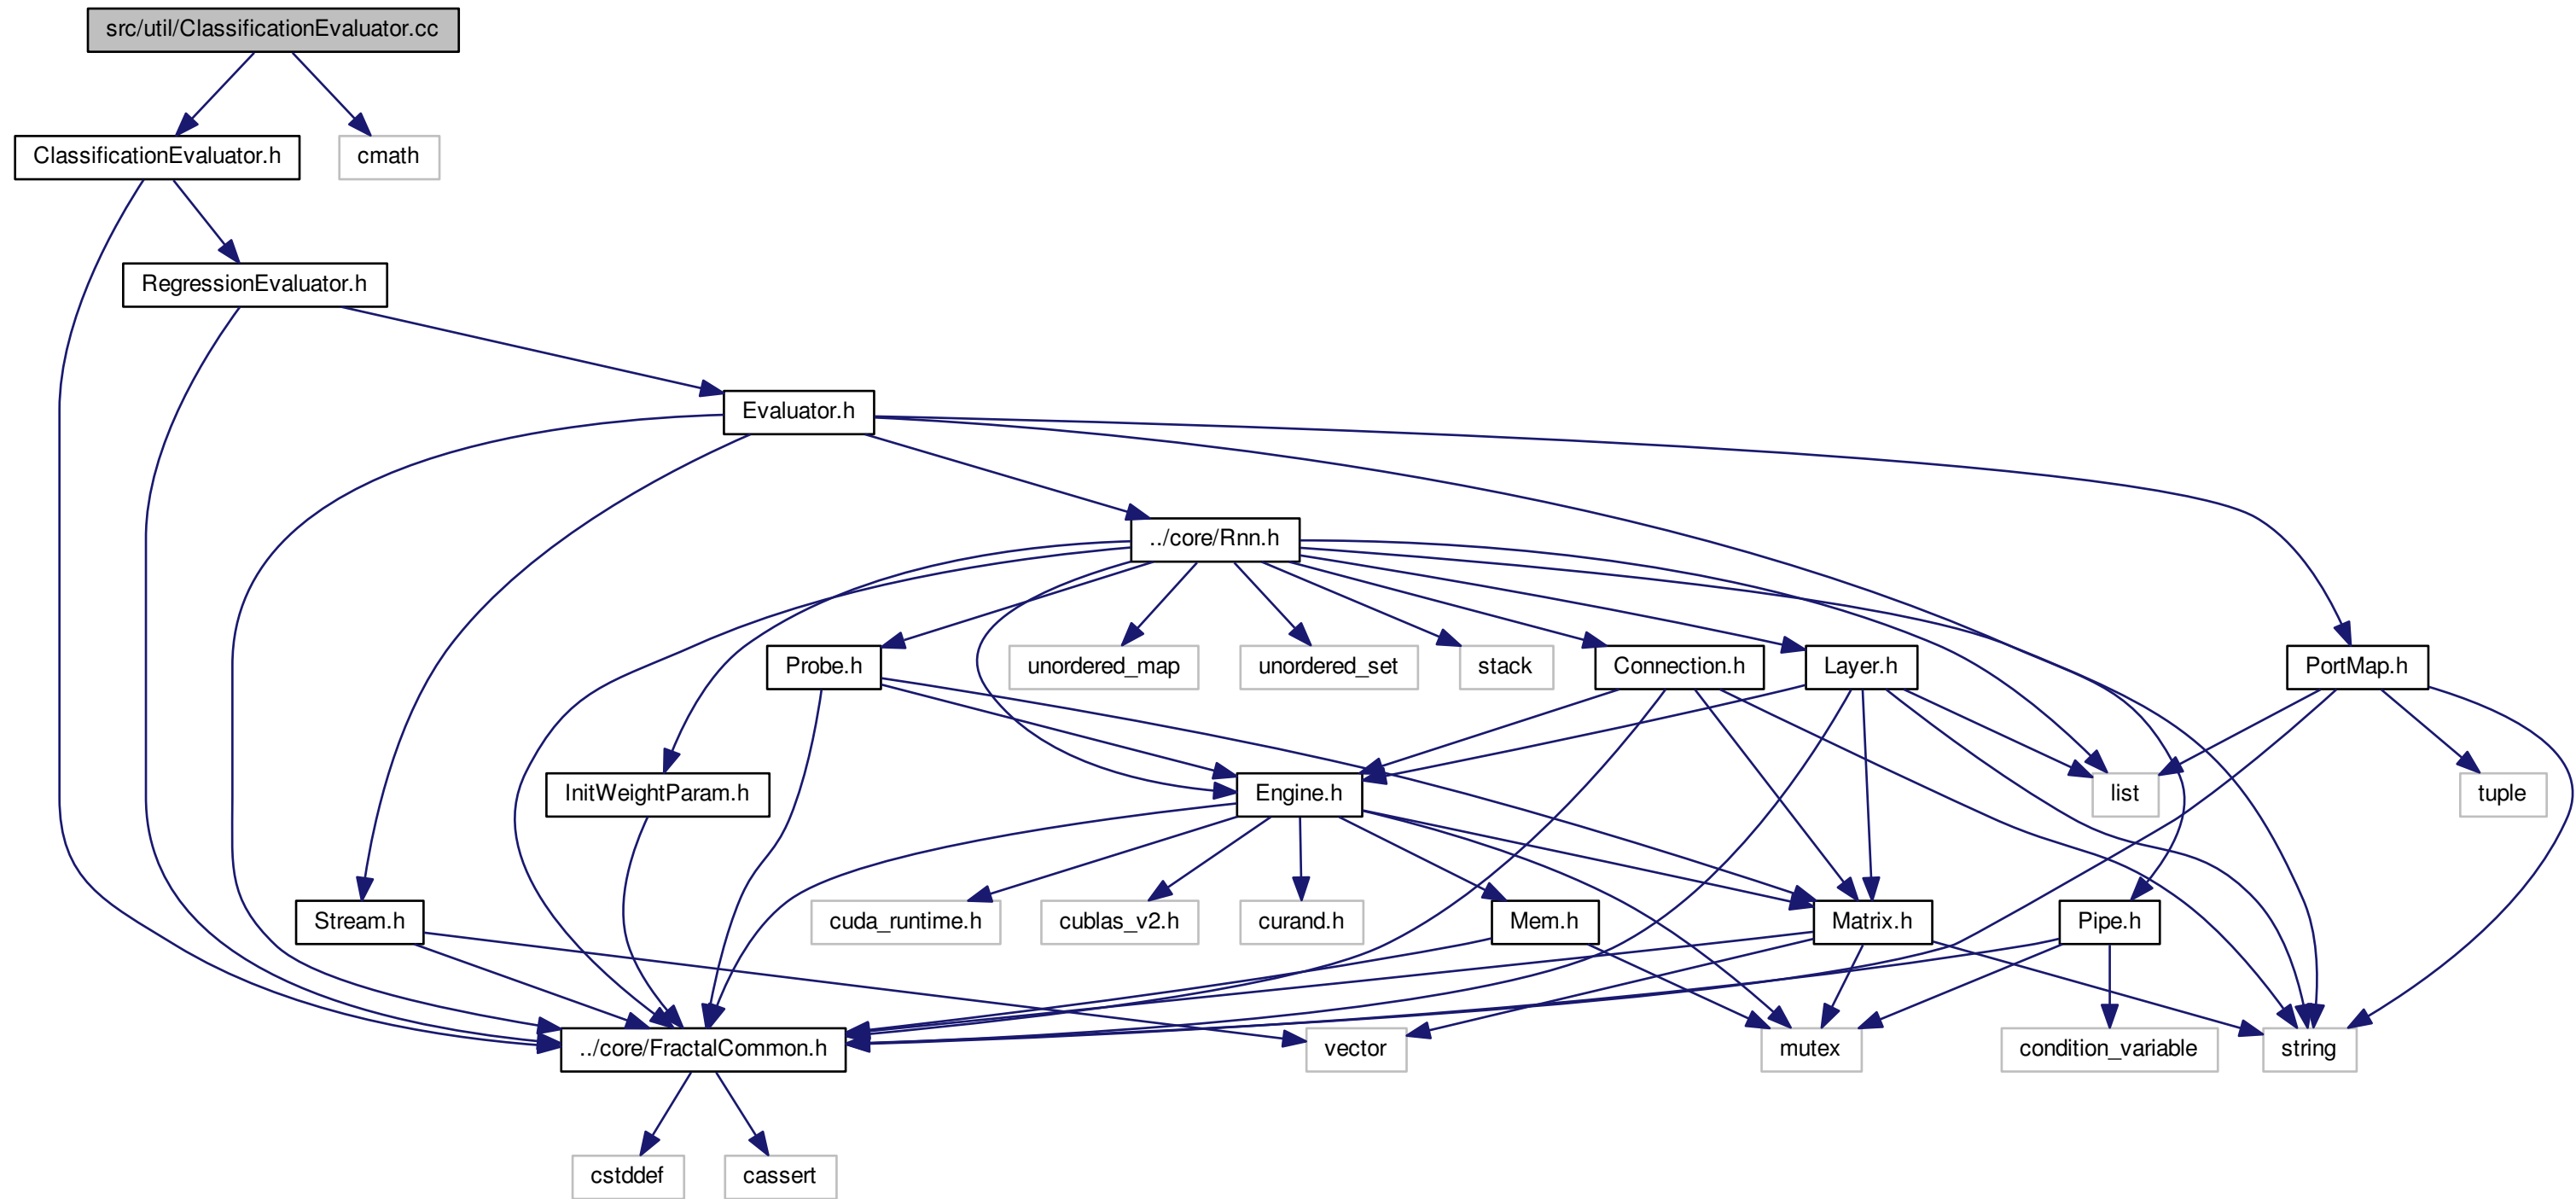 src/util/ClassificationEvaluator.cc
ClassificationEvaluator.h
cmath
RegressionEvaluator.h
Evaluator.h
../core/Rnn.h
Probe.h
unordered_map
unordered_set
stack
Connection.h
Layer.h
PortMap.h
InitWeightParam.h
Engine.h
list
tuple
Stream.h
cuda_runtime.h
cublas_v2.h
curand.h
Mem.h
Matrix.h
Pipe.h
../core/FractalCommon.h
vector
mutex
condition_variable
string
cstddef
cassert